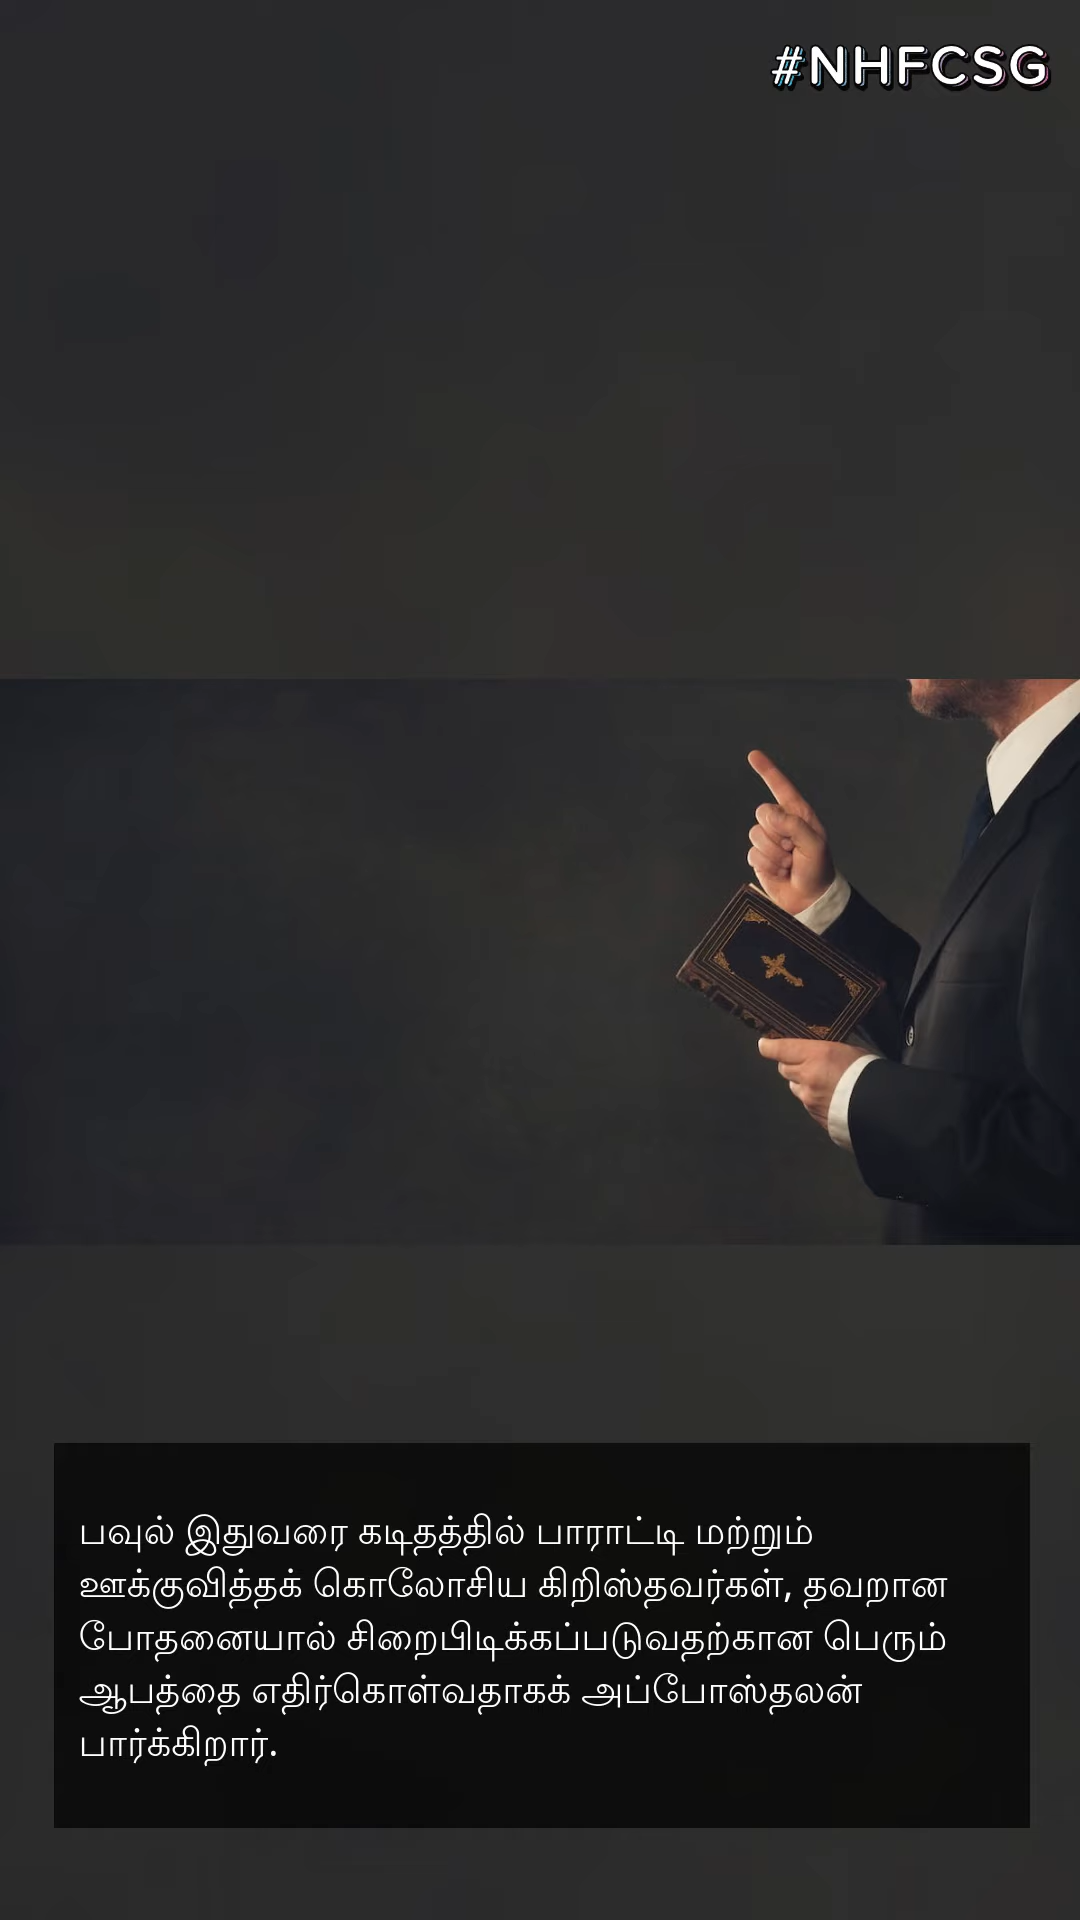 #NHFCSG
பவுல் இதுவரை கடிதத்தில் பாராட்டி மற்றும்
ஊக்குவித்தக் கொலோசிய கிறிஸ்தவர்கள், தவறான
போதனையால் சிறைபிடிக்கப்படுவதற்கான பெரும்
ஆபத்தை எதிர்கொள்வதாகக் அப்போஸ்தலன்
பார்க்கிறார்.